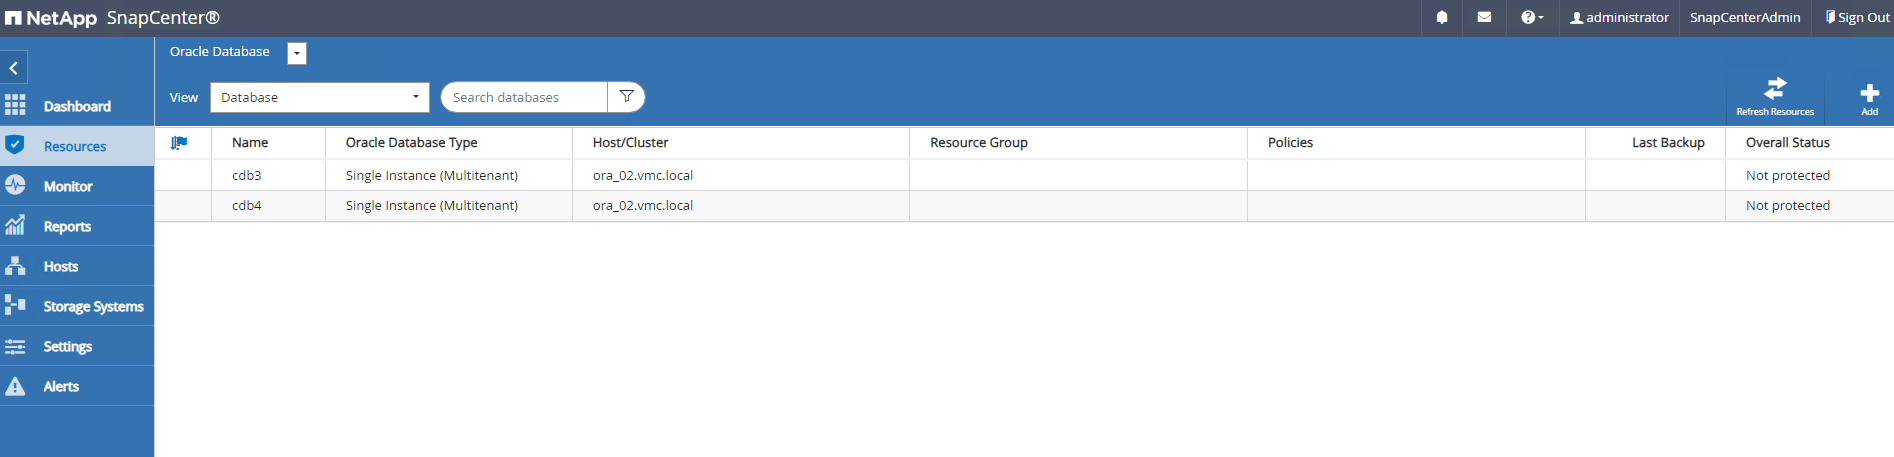 NetApp SnapCenter®
administrator SnapCenterAdmin Sign Out
Oracle Database
View Database Search databases
Refresh Resources Add
Dashboard
Resources
Monitor
Reports
Hosts
Storage Systems
Settings
Alerts
Name Oracle Database Type Host/Cluster Resource Group Policies Last Backup Overall Status
cdb3 Single Instance (Multitenant) ora_02.vmc.local Not protected
cdb4 Single Instance (Multitenant) ora_02.vmc.local Not protected